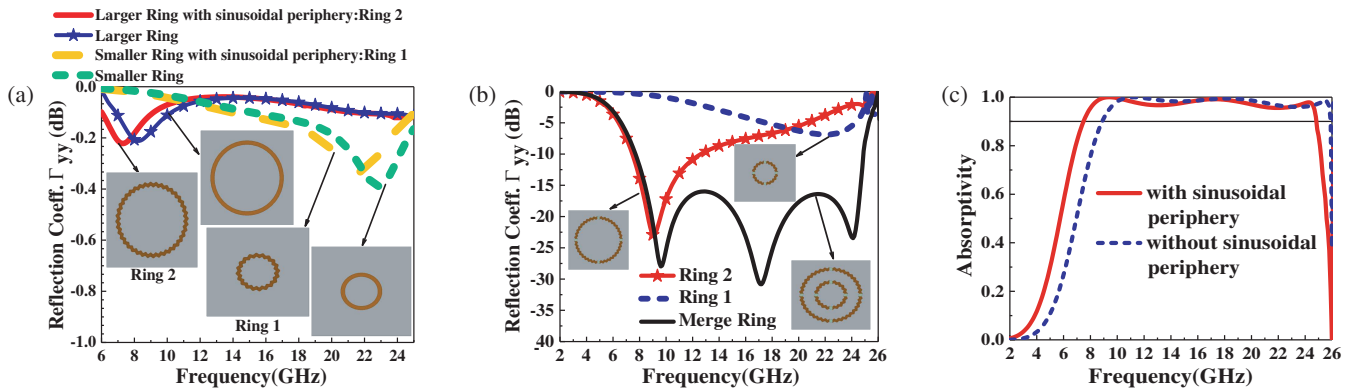 Larger Ring with sinusoidal periphery:Ring 2
Larger Ring
Smaller Ring with sinusoidal periphery:Ring 1
Smaller Ring
(a)
Reflection Coeff. Γyy (dB)
0.0
-0.2
-0.4
-0.6
-0.8
-1.0
Ring 2
Ring 1
6 8 10 12 14 16 18 20 22 24
Frequency(GHz)
(b)
Reflection Coeff. Γyy (dB)
0
-5
-10
-15
-20
-25
-30
-35
-40
Ring 2
Ring 1
Merge Ring
2 4 6 8 10 12 14 16 18 20 22 24 26
Frequency(GHz)
(c)
Absorptivity
1.0
0.8
0.6
0.4
0.2
0.0
with sinusoidal
periphery
without sinusoidal
periphery
2 4 6 8 10 12 14 16 18 20 22 24 26
Frequency(GHz)